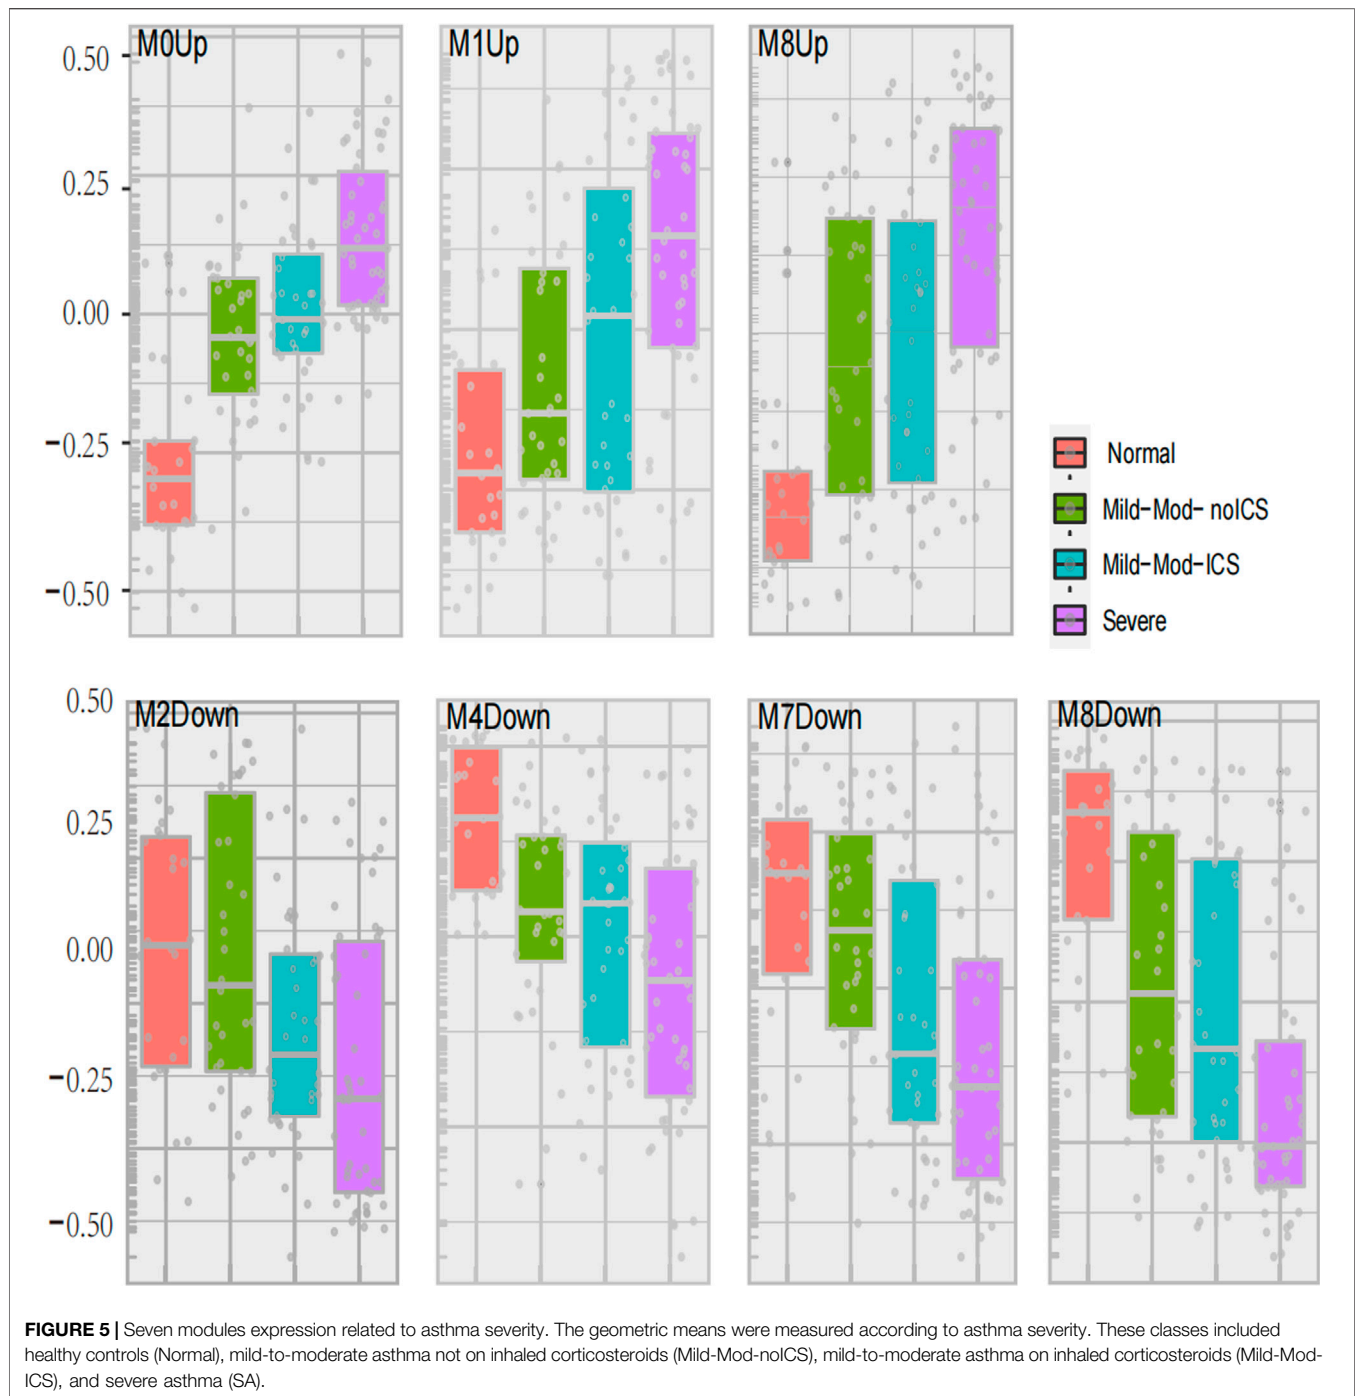 M0Up M1Up M8Up
0.50
0.25
0.00
−0.25
−0.50
Normal
Mild-Mod- noICS
Mild-Mod-ICS
Severe
M2Down M4Down M7Down M8Down
0.50
0.25
0.00
−0.25
−0.50
FIGURE 5 | Seven modules expression related to asthma severity. The geometric means were measured according to asthma severity. These classes included
healthy controls (Normal), mild-to-moderate asthma not on inhaled corticosteroids (Mild-Mod-noICS), mild-to-moderate asthma on inhaled corticosteroids (Mild-Mod-
ICS), and severe asthma (SA).